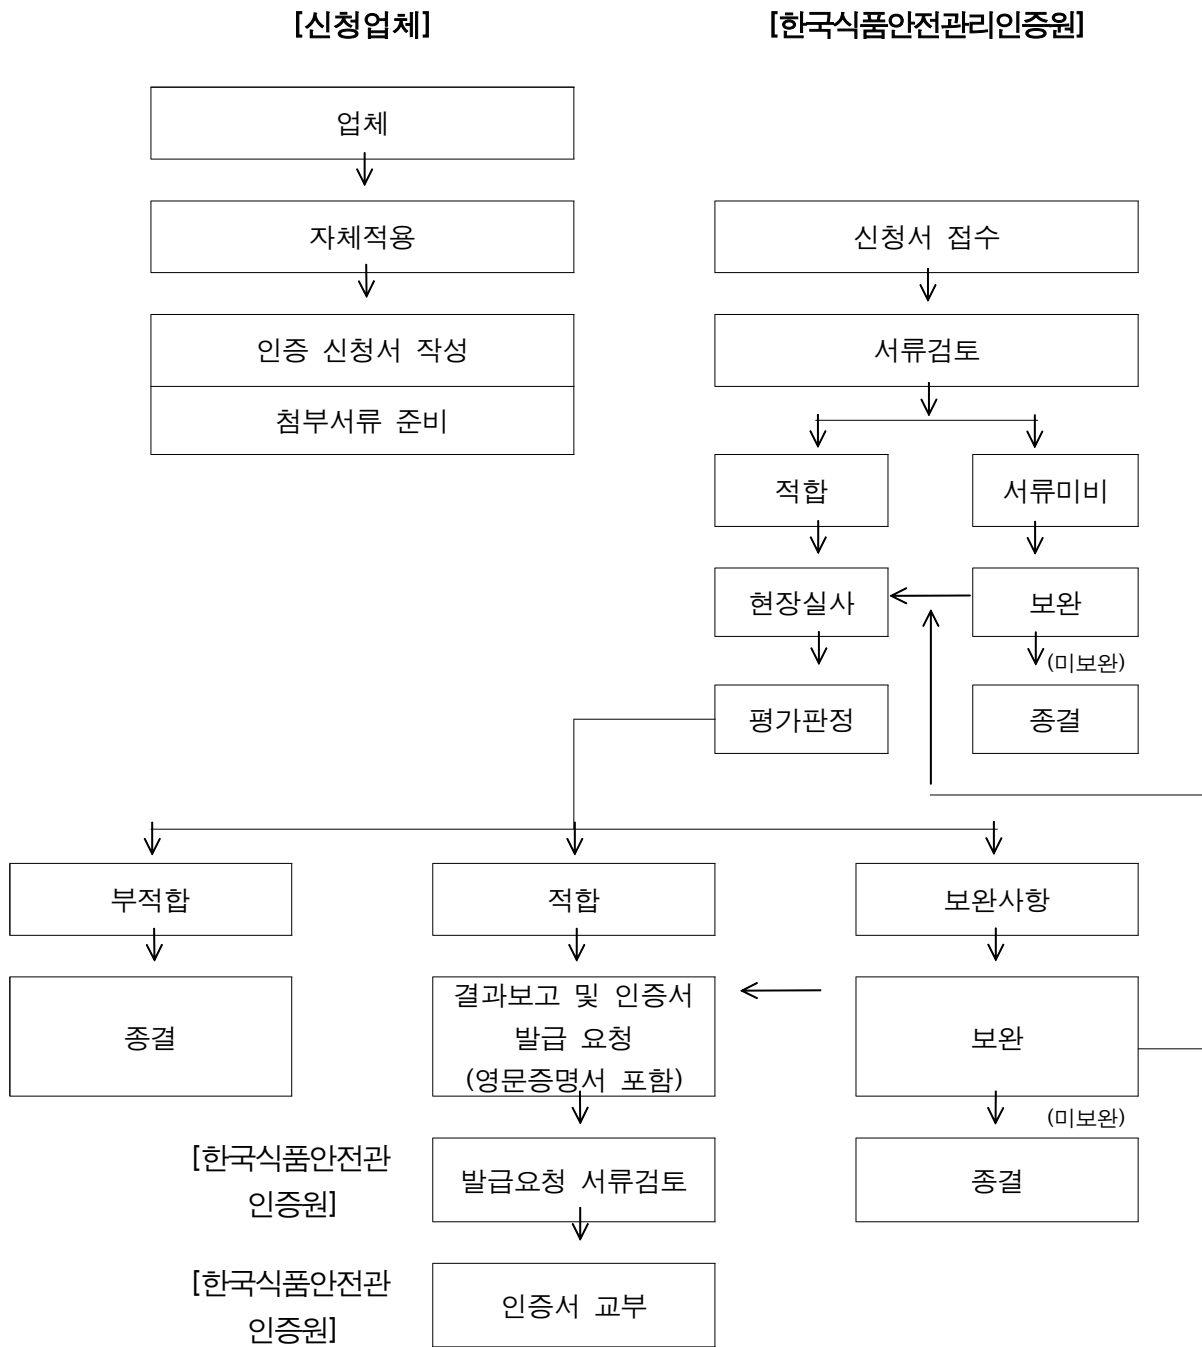 [신청업체]
[한국식품안전관리인증원]
업체
자체적용
신청서 접수
인증 신청서 작성
서류검토
첨부서류 준비
적합
서류미비
현장실사
보완
(미보완)
평가판정
종결
부적합
적합
보완사항
종결
결과보고 및 인증서
발급 요청
(영문증명서 포함)
보완
(미보완)
[한국식품안전관
인증원]
발급요청 서류검토
종결
[한국식품안전관
인증원]
인증서 교부